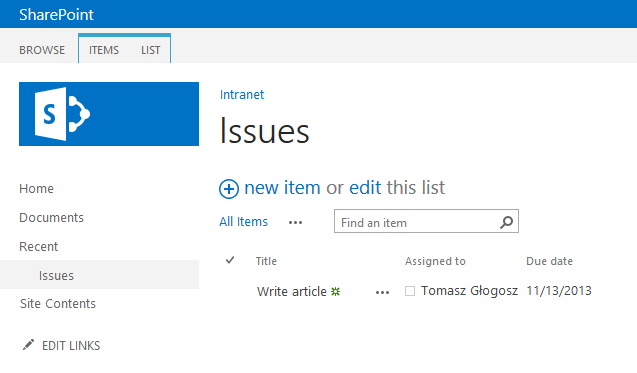 SharePoint
BROWSE ITEMS LIST
S
Intranet
Issues
new item or edit this list
All Items ••• Find an item
Title Assigned to Due date
Write article ••• Tomasz Głogosz 11/13/2013
Home
Documents
Recent
Issues
Site Contents
EDIT LINKS